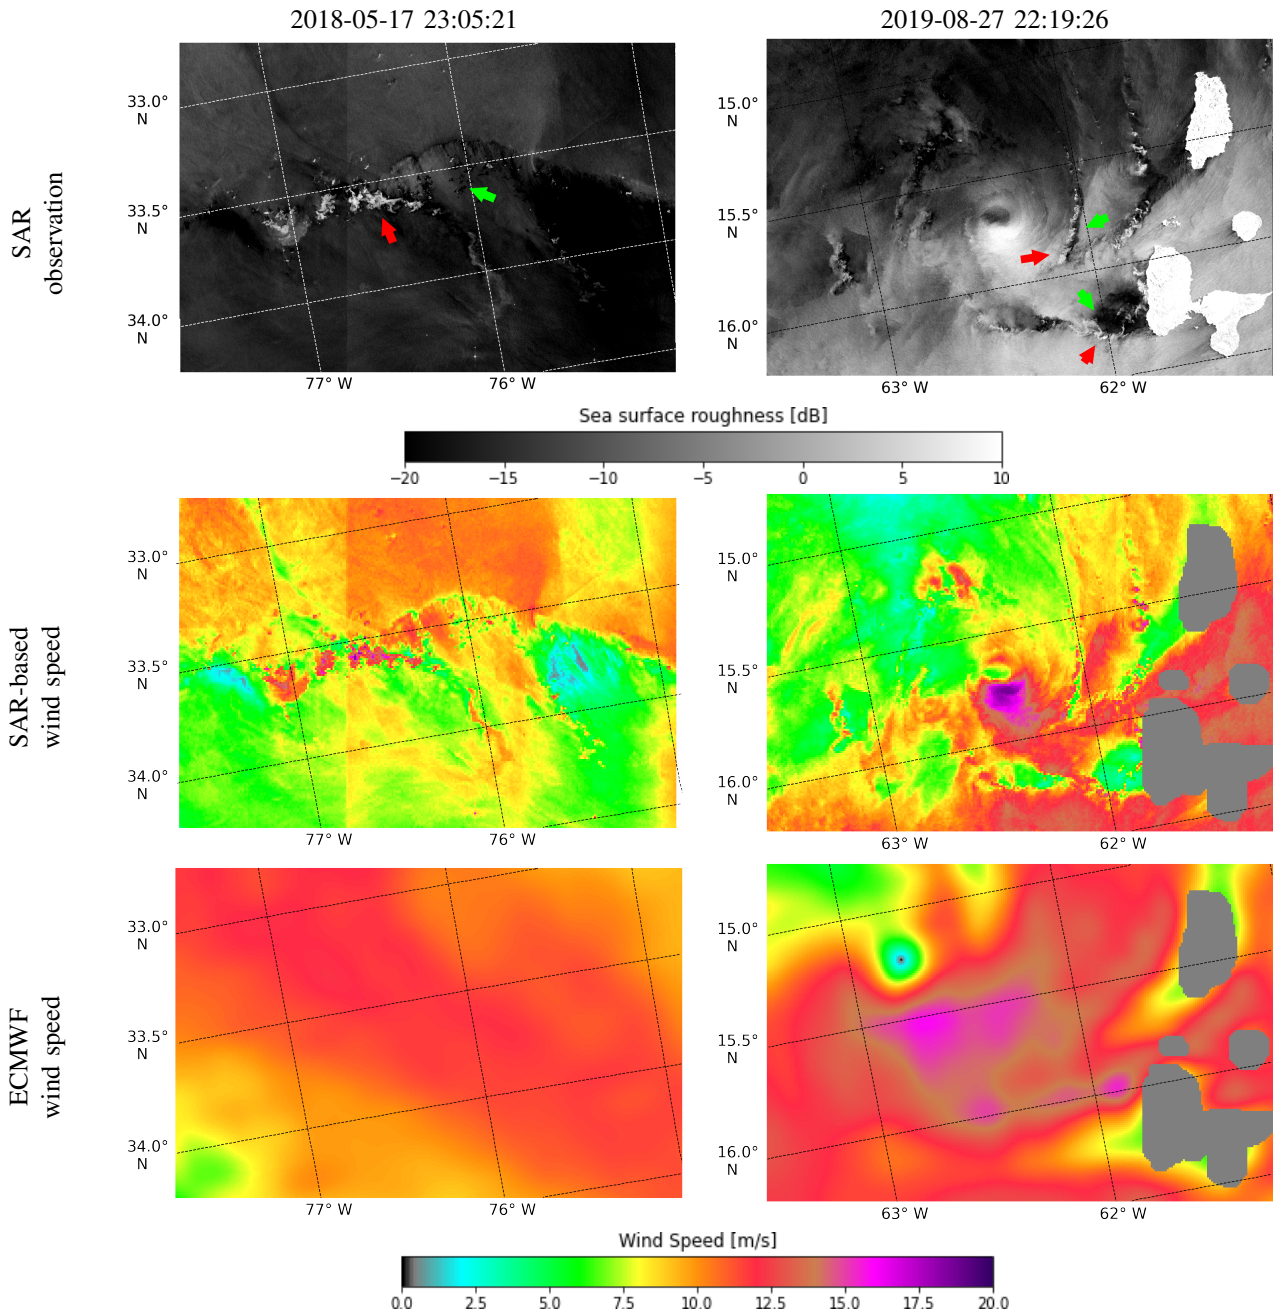 2018-05-17 23:05:21
2019-08-27 22:19:26
SAR
observation
33.0°
N
33.5°
N
34.0°
N
77° W
76° W
15.0°
N
15.5°
N
16.0°
N
63° W
62° W
Sea surface roughness [dB]
−20
−15
−10
−5
0
5
10
SAR-based
wind speed
33.0°
N
33.5°
N
34.0°
N
77° W
76° W
15.0°
N
15.5°
N
16.0°
N
63° W
62° W
ECMWF
wind speed
33.0°
N
33.5°
N
34.0°
N
77° W
76° W
15.0°
N
15.5°
N
16.0°
N
63° W
62° W
Wind Speed [m/s]
0.0
2.5
5.0
7.5
10.0
12.5
15.0
17.5
20.0